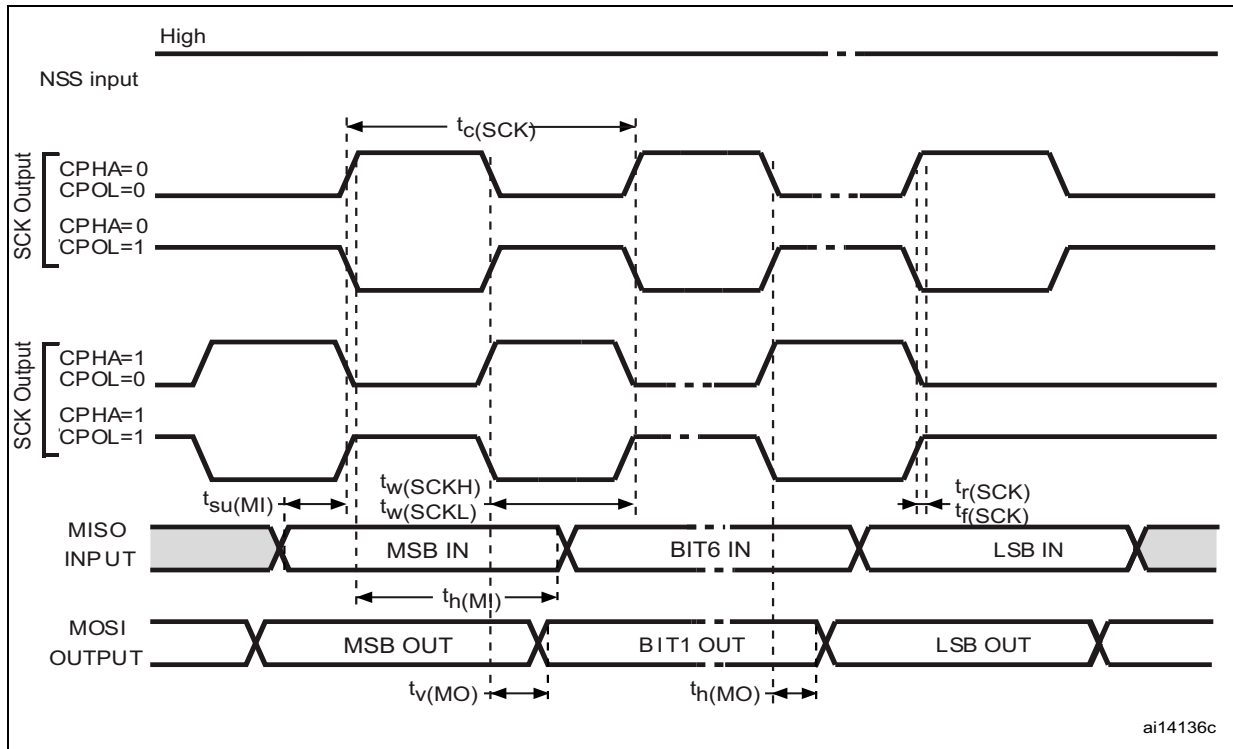 High
NSS input
tc(SCK)
SCK Output
CPHA=0
CPOL=0
CPHA=0
CPOL=1
SCK Output
CPHA=1
CPOL=0
CPHA=1
CPOL=1
tsu(MI)
tw(SCKH)
tw(SCKL)
tr(SCK)
tf(SCK)
MISO
INPUT
MSB IN
BIT6 IN
LSB IN
th(MI)
MOSI
OUTPUT
MSB OUT
BIT1 OUT
LSB OUT
tv(MO)
th(MO)
ai14136c